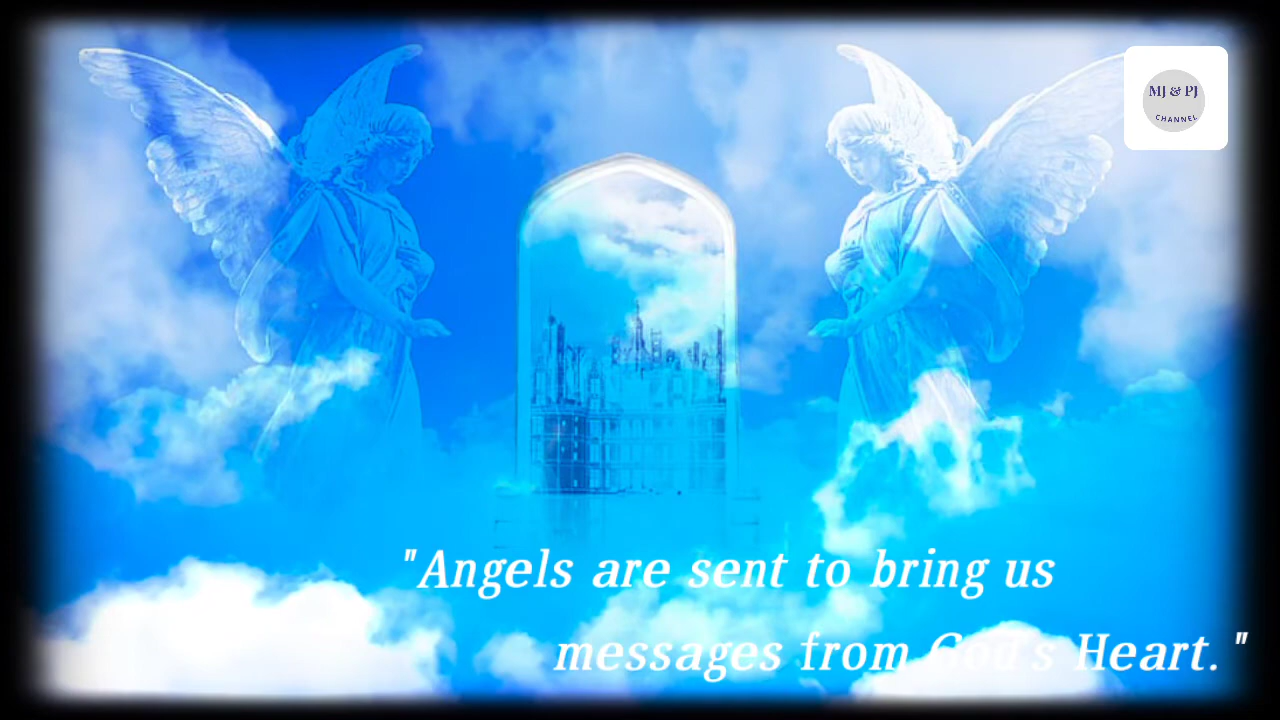 MJ & PJ
CHANNEL
"Angels are sent to bring us
messages from God's Heart."